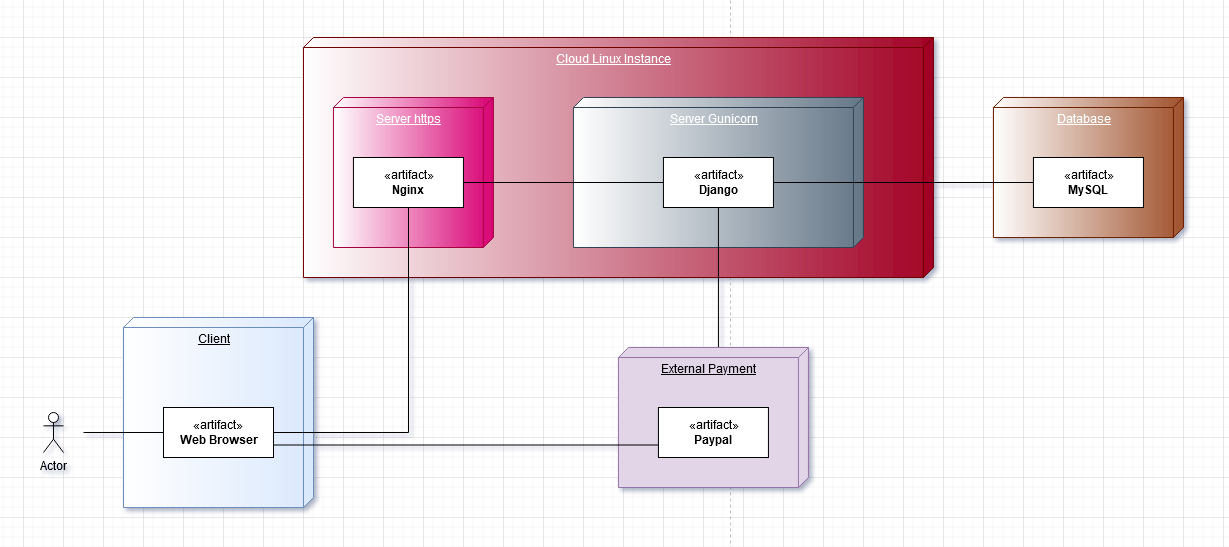 Cloud Linux Instance
Server https
Server Gunicorn
Database
«artifact»
Nginx
«artifact»
Django
«artifact»
MySQL
Client
External Payment
«artifact»
Web Browser
«artifact»
Paypal
Actor